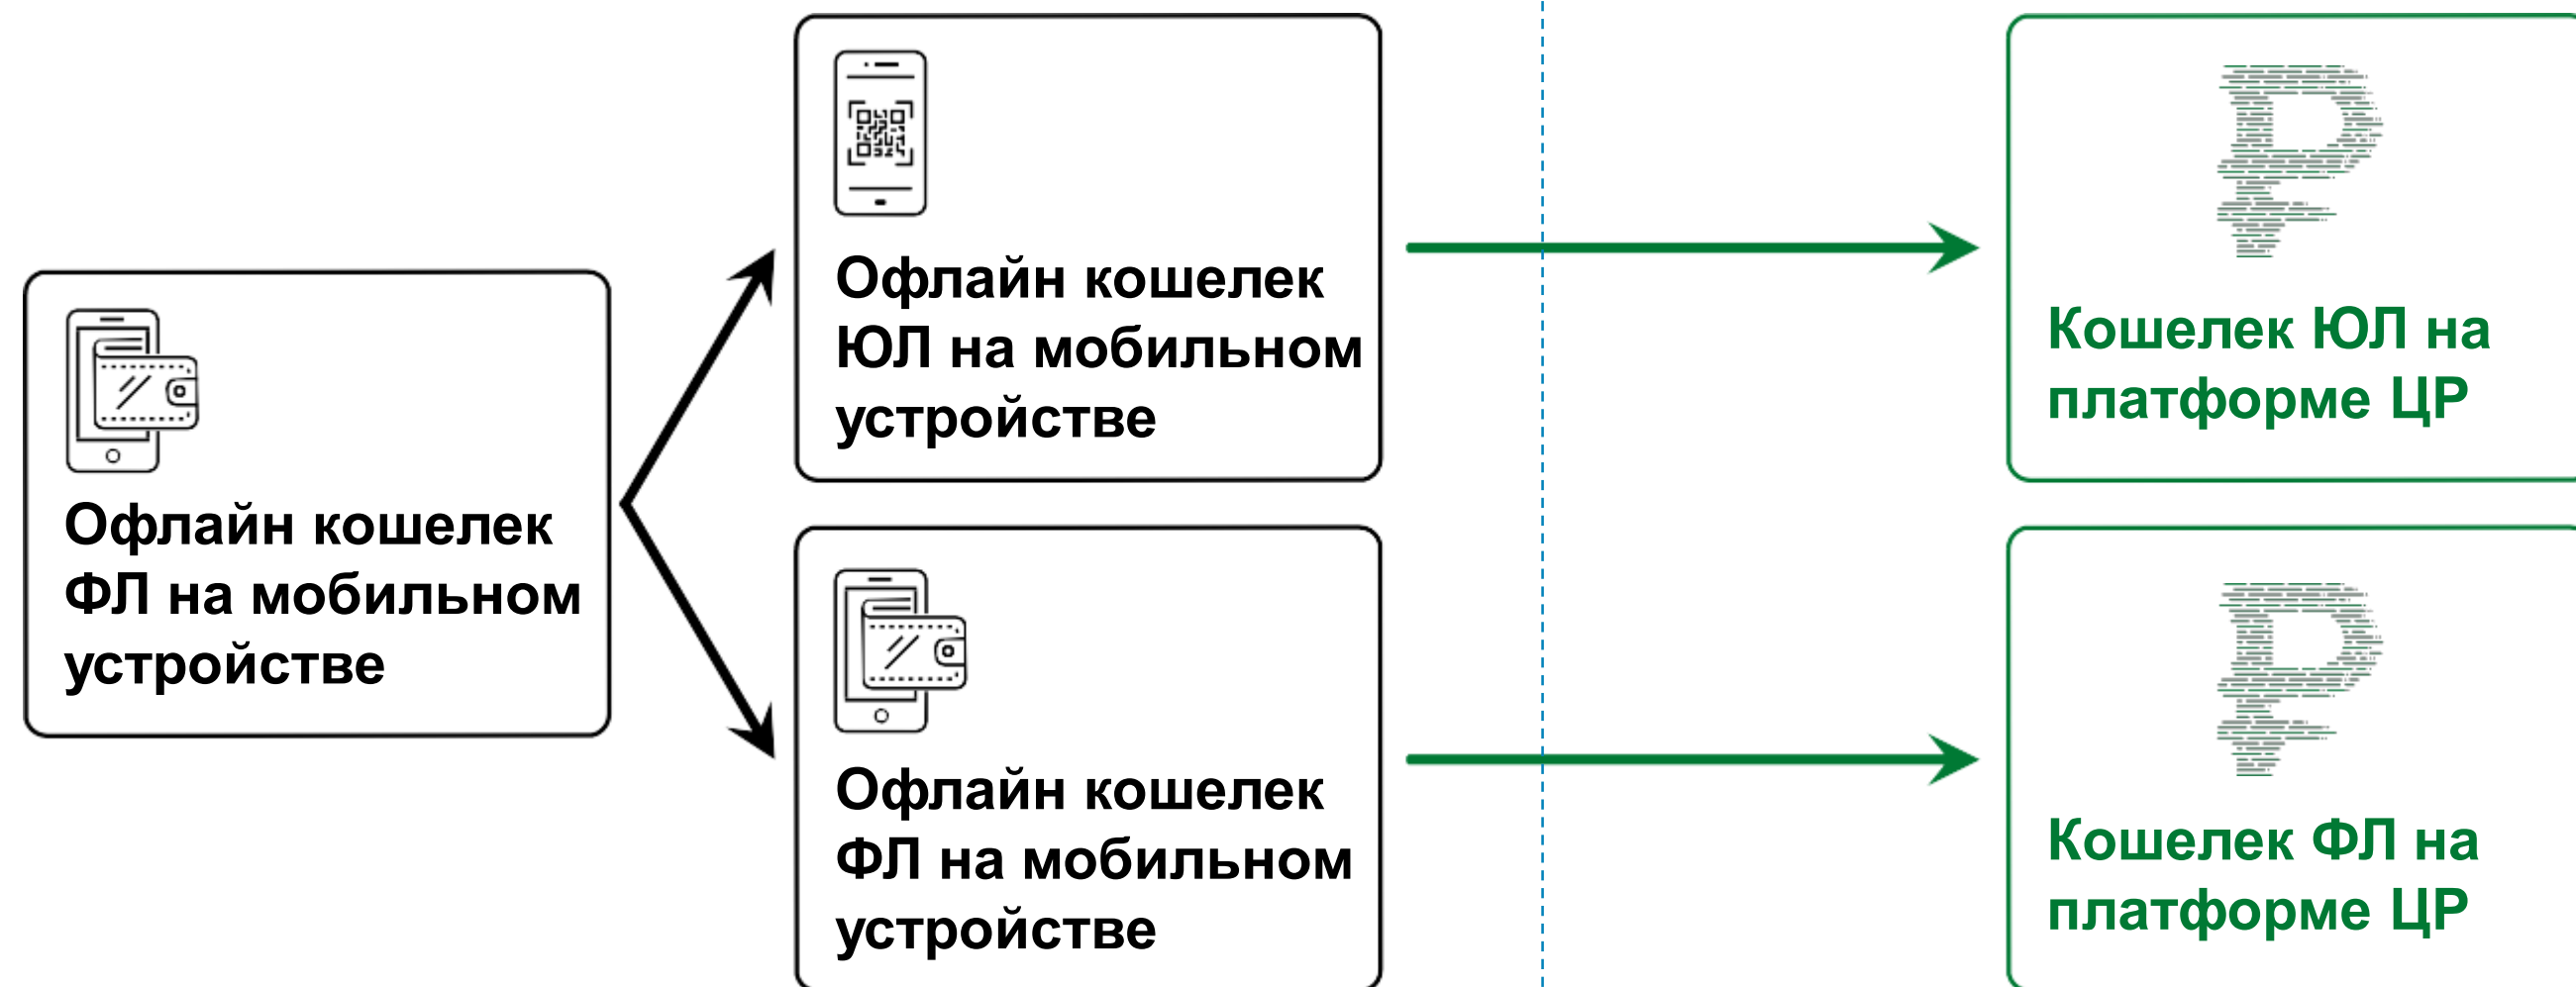 Офлайн кошелек
ФЛ на мобильном
устройстве
Офлайн кошелек
ЮЛ на мобильном
устройстве
Офлайн кошелек
ФЛ на мобильном
устройстве
Кошелек ЮЛ на
платформе ЦР
Кошелек ФЛ на
платформе ЦР